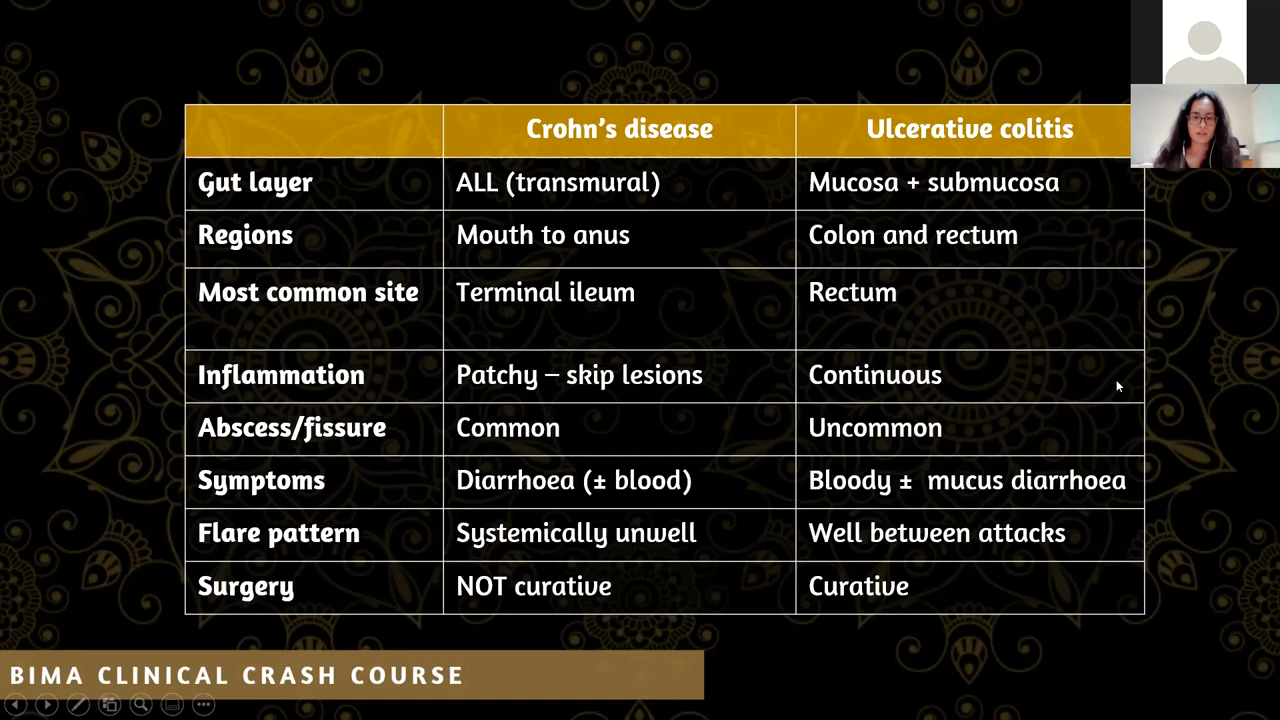 Crohn’s disease Ulcerative colitis
Gut layer ALL (transmural) Mucosa + submucosa
Regions Mouth to anus Colon and rectum
Most common site Terminal ileum Rectum
Inflammation Patchy – skip lesions Continuous
Abscess/fissure Common Uncommon
Symptoms Diarrhoea (± blood) Bloody ± mucus diarrhoea
Flare pattern Systemically unwell Well between attacks
Surgery NOT curative Curative
BIMA CLINICAL CRASH COURSE